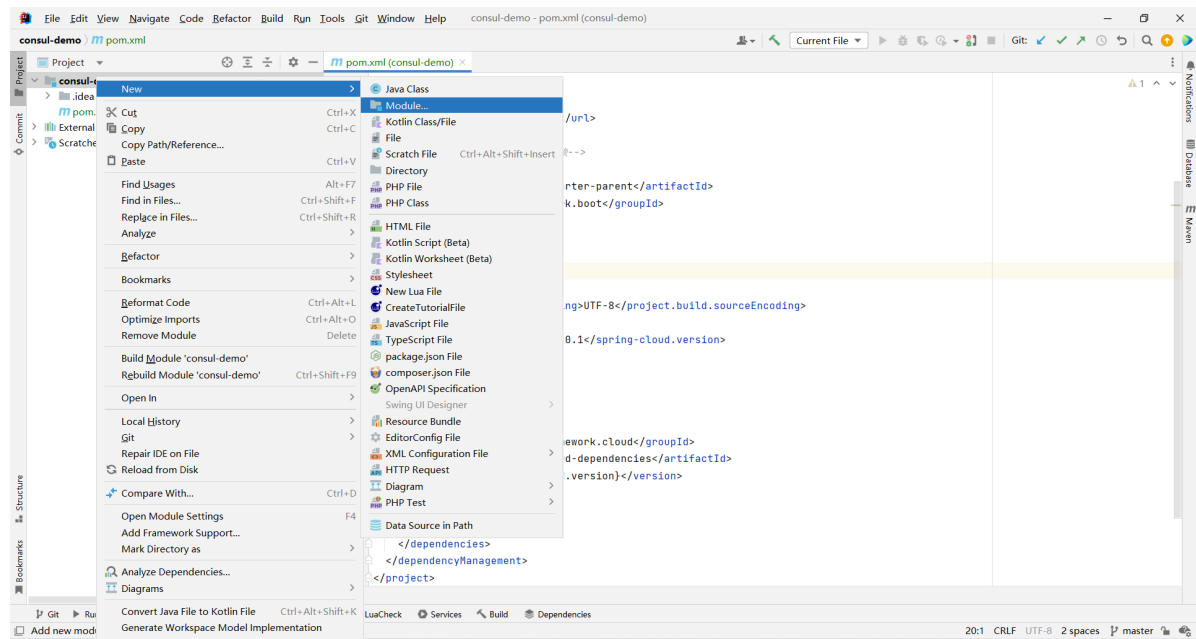 File Edit View Navigate Code Refactor Build Run Tools Git Window Help consul-demo - pom.xml (consul-demo)
consul-demo pom.xml Current File Git:
Project pom.xml (consul-demo)
Project
Commit
Structure
Bookmarks
Notifications
Database
Maven
1
.idea
pom.
External
Cut Ctrl+X
New
Copy Ctrl+C
Copy Path/Reference...
Paste Ctrl+V
Find Usages Alt+F7
Find in Files... Ctrl+Shift+F
Replace in Files... Ctrl+Shift+R
Analyze
Refactor
Bookmarks
Reformat Code Ctrl+Alt+L
Optimize Imports Ctrl+Alt+O
Remove Module Delete
Build Module 'consul-demo'
Rebuild Module 'consul-demo' Ctrl+Shift+F9
Open In
Local History
Git
Repair IDE on File
Reload from Disk
Compare With... Ctrl+D
Open Module Settings F4
Add Framework Support...
Mark Directory as
Analyze Dependencies...
Diagrams
Convert Java File to Kotlin File Ctrl+Alt+Shift+K
Generate Workspace Model Implementation
Java Class
Module...
Kotlin Class/File
File
Scratch File Ctrl+Alt+Shift+Insert
Directory
PHP File
PHP Class
HTML File
Kotlin Script (Beta)
Kotlin Worksheet (Beta)
Stylesheet
New Lua File
CreateTutorialFile
JavaScript File
TypeScript File
package.json File
composer.json File
OpenAPI Specification
Swing UI Designer
Resource Bundle
EditorConfig File
XML Configuration File
HTTP Request
Diagram
PHP Test
Data Source in Path
/url>
-->
rter-parent</artifactId>
k.boot</groupId>
ng>UTF-8</project.build.sourceEncoding>
0.1</spring-cloud.version>
ework.cloud</groupId>
d-dependencies</artifactId>
.version}</version>
</dependencies>
</dependencyManagement>
</project>
Git LuaCheck Services Build Dependencies
Add new 20:1 CRLF UTF-8 2 spaces master